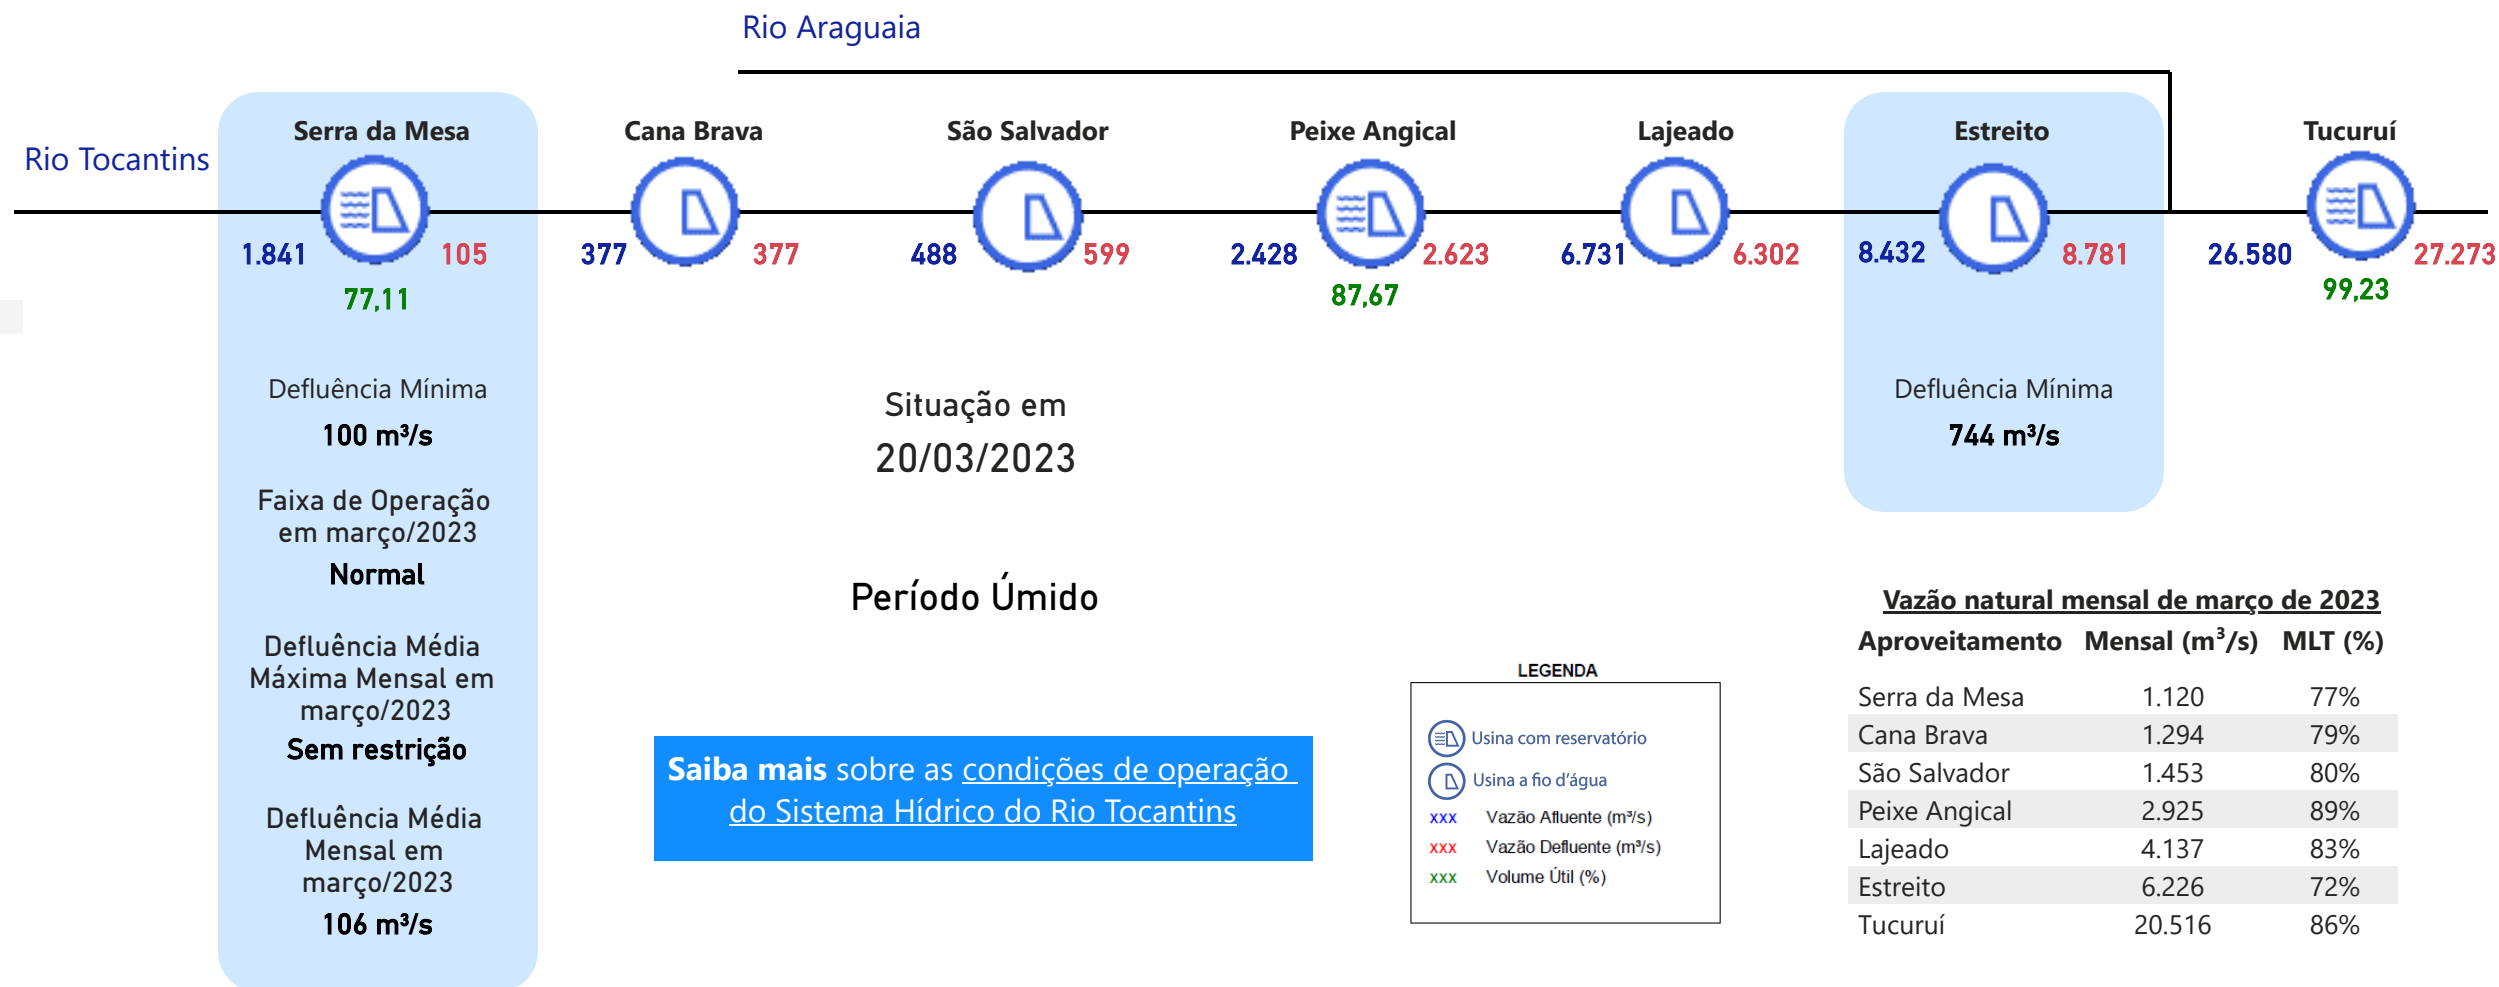 Rio Araguaia
Rio Tocantins
Serra da Mesa
Cana Brava
São Salvador
Peixe Angical
Lajeado
Estreito
Tucuruí
1.841
105
377
377
488
599
2.428
2.623
6.731
6.302
8.432
8.781
26.580
27.273
77,11
87,67
99,23
Defluência Mínima
100 m³/s
Faixa de Operação
em março/2023
Normal
Defluência Média
Máxima Mensal em
março/2023
Sem restrição
Defluência Média
Mensal em
março/2023
106 m³/s
Situação em
20/03/2023
Período Úmido
Saiba mais sobre as condições de operação
do Sistema Hídrico do Rio Tocantins
Defluência Mínima
744 m³/s
LEGENDA
Usina com reservatório
Usina a fio d'água
xxx Vazão Afluente (m³/s)
xxx Vazão Defluente (m³/s)
xxx Volume Útil (%)
Vazão natural mensal de março de 2023
Aproveitamento Mensal (m³/s) MLT (%)
Serra da Mesa 1.120 77%
Cana Brava 1.294 79%
São Salvador 1.453 80%
Peixe Angical 2.925 89%
Lajeado 4.137 83%
Estreito 6.226 72%
Tucuruí 20.516 86%